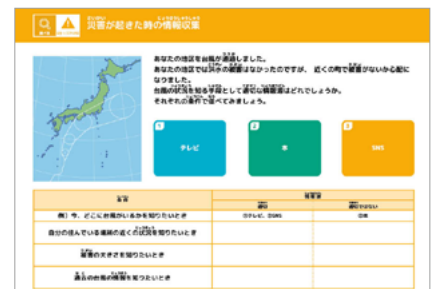 災害が起きた時の情報収集
あなたの地区を台風が通過しました。
あなたの地区では洪水の被害はなかったのですが、近くの町で被害がないか心配に
なりました。
台風の状況を知る手段として適切な情報源はどれでしょうか。
それぞれの条件で並べてみましょう。
1 2 3
テレビ 本 SNS
条件 情報源
適切 適切ではない
例）今、どこに台風がいるかを知りたいとき ①テレビ、③SNS ②本
自分の住んでいる場所の近くの状況を知りたいとき
被害の大きさを知りたいとき
過去の台風の情報を知りたいとき